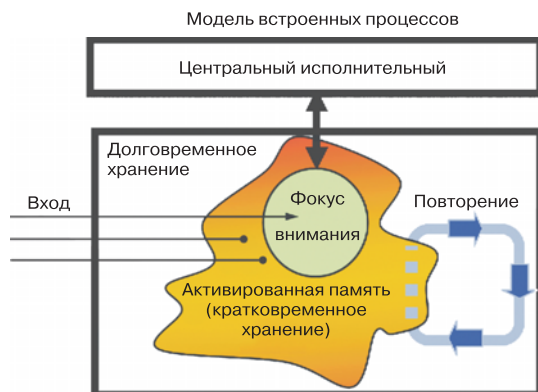 Модель встроенных процессов
Центральный исполнительный
Долговременное
хранение
Вход
Фокус
внимания
Повторение
Активированная память
(кратковременное
хранение)